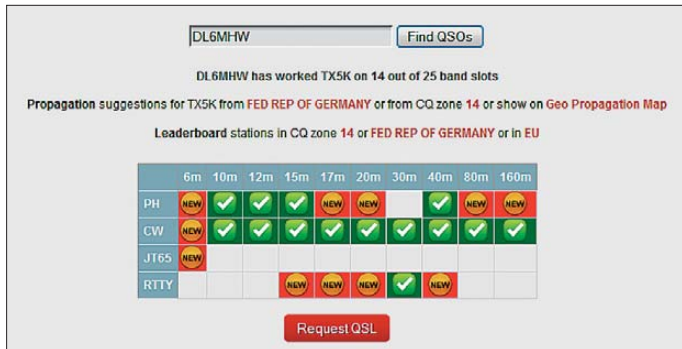 DL6MHW Find QSOs
DL6MHW has worked TX5K on 14 out of 25 band slots
Propagation suggestions for TX5K from FED REP OF GERMANY or from CQ zone 14 or show on Geo Propagation Map
Leaderboard stations in CQ zone 14 or FED REP OF GERMANY or in EU
6m 10m 12m 15m 17m 20m 30m 40m 80m 160m
PH NEW NEW NEW NEW NEW
CW NEW
JT65 NEW
RTTY NEW NEW NEW NEW
Request QSL